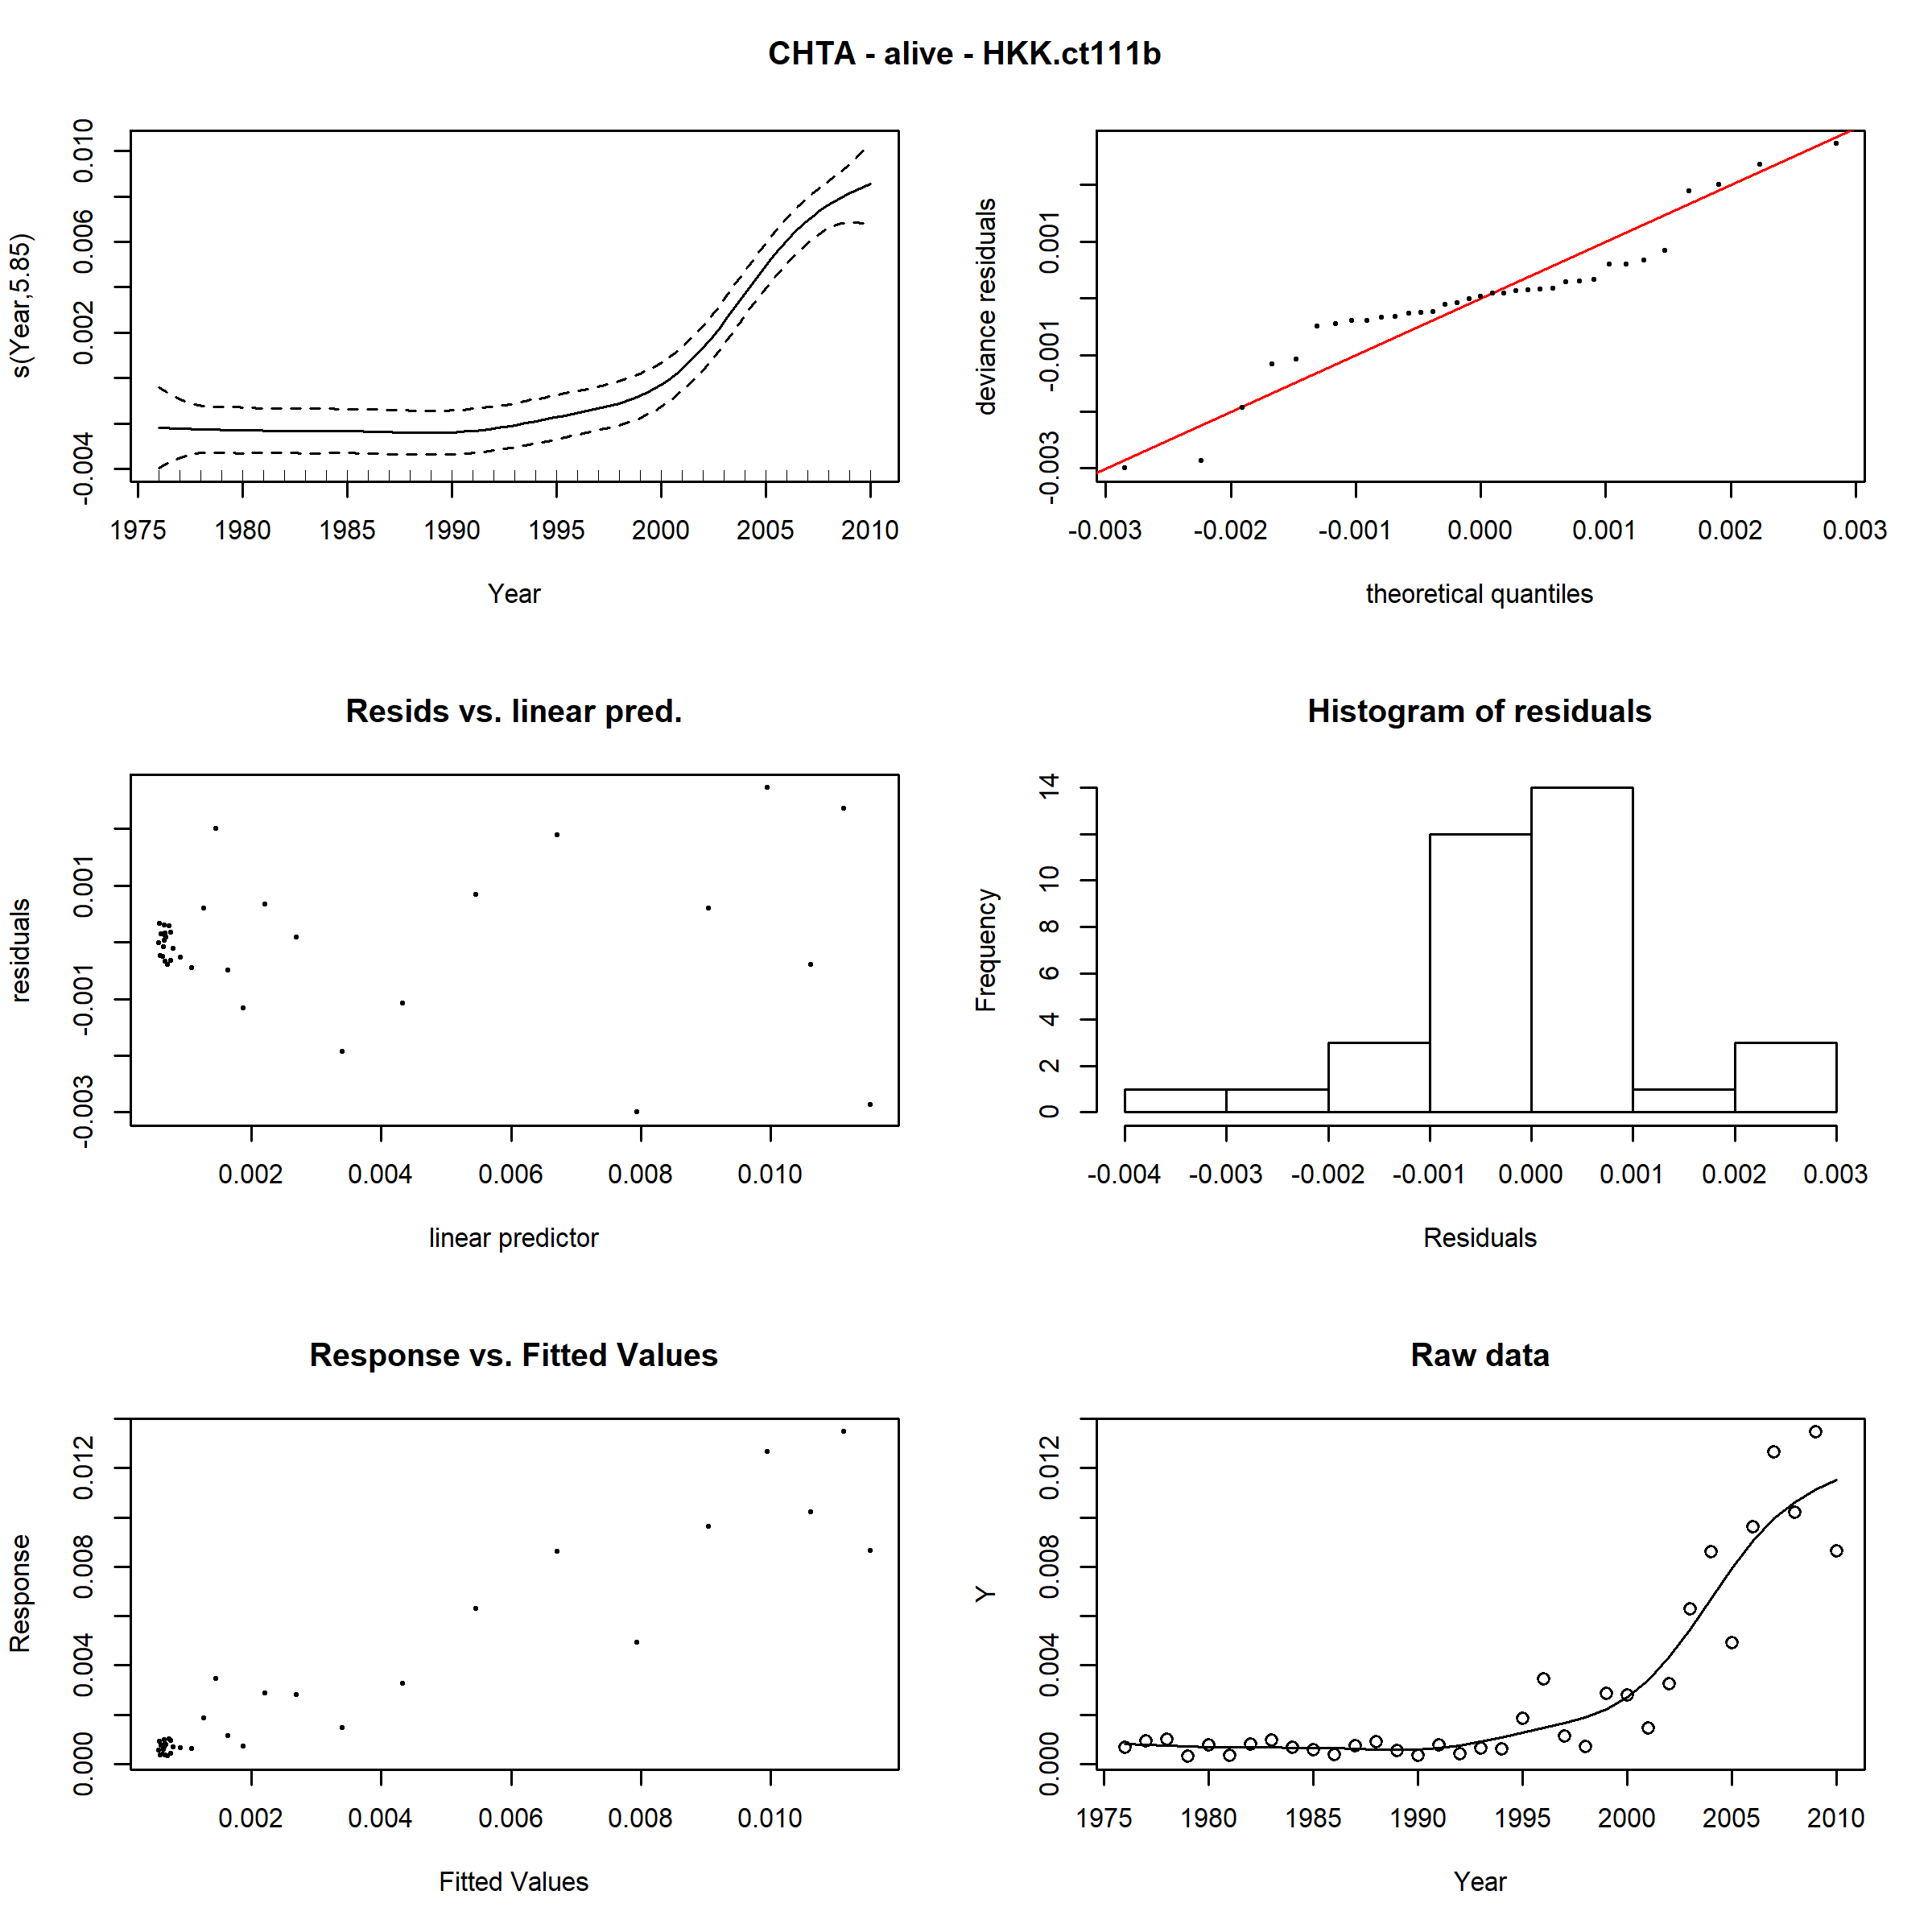 CHTA - alive - HKK.ct111b
s(Year,5.85)
-0.004 0.002 0.006 0.010
1975 1980 1985 1990 1995 2000 2005 2010
Year
deviance residuals
-0.003 -0.001 0.001
-0.003 -0.002 -0.001 0.000 0.001 0.002 0.003
theoretical quantiles
Resids vs. linear pred.
residuals
-0.003 -0.001 0.001
0.002 0.004 0.006 0.008 0.010
linear predictor
Histogram of residuals
Frequency
0 2 4 6 8 10 14
-0.004 -0.003 -0.002 -0.001 0.000 0.001 0.002 0.003
Residuals
Response vs. Fitted Values
Response
0.000 0.004 0.008 0.012
0.002 0.004 0.006 0.008 0.010
Fitted Values
Raw data
Y
0.000 0.004 0.008 0.012
1975 1980 1985 1990 1995 2000 2005 2010
Year